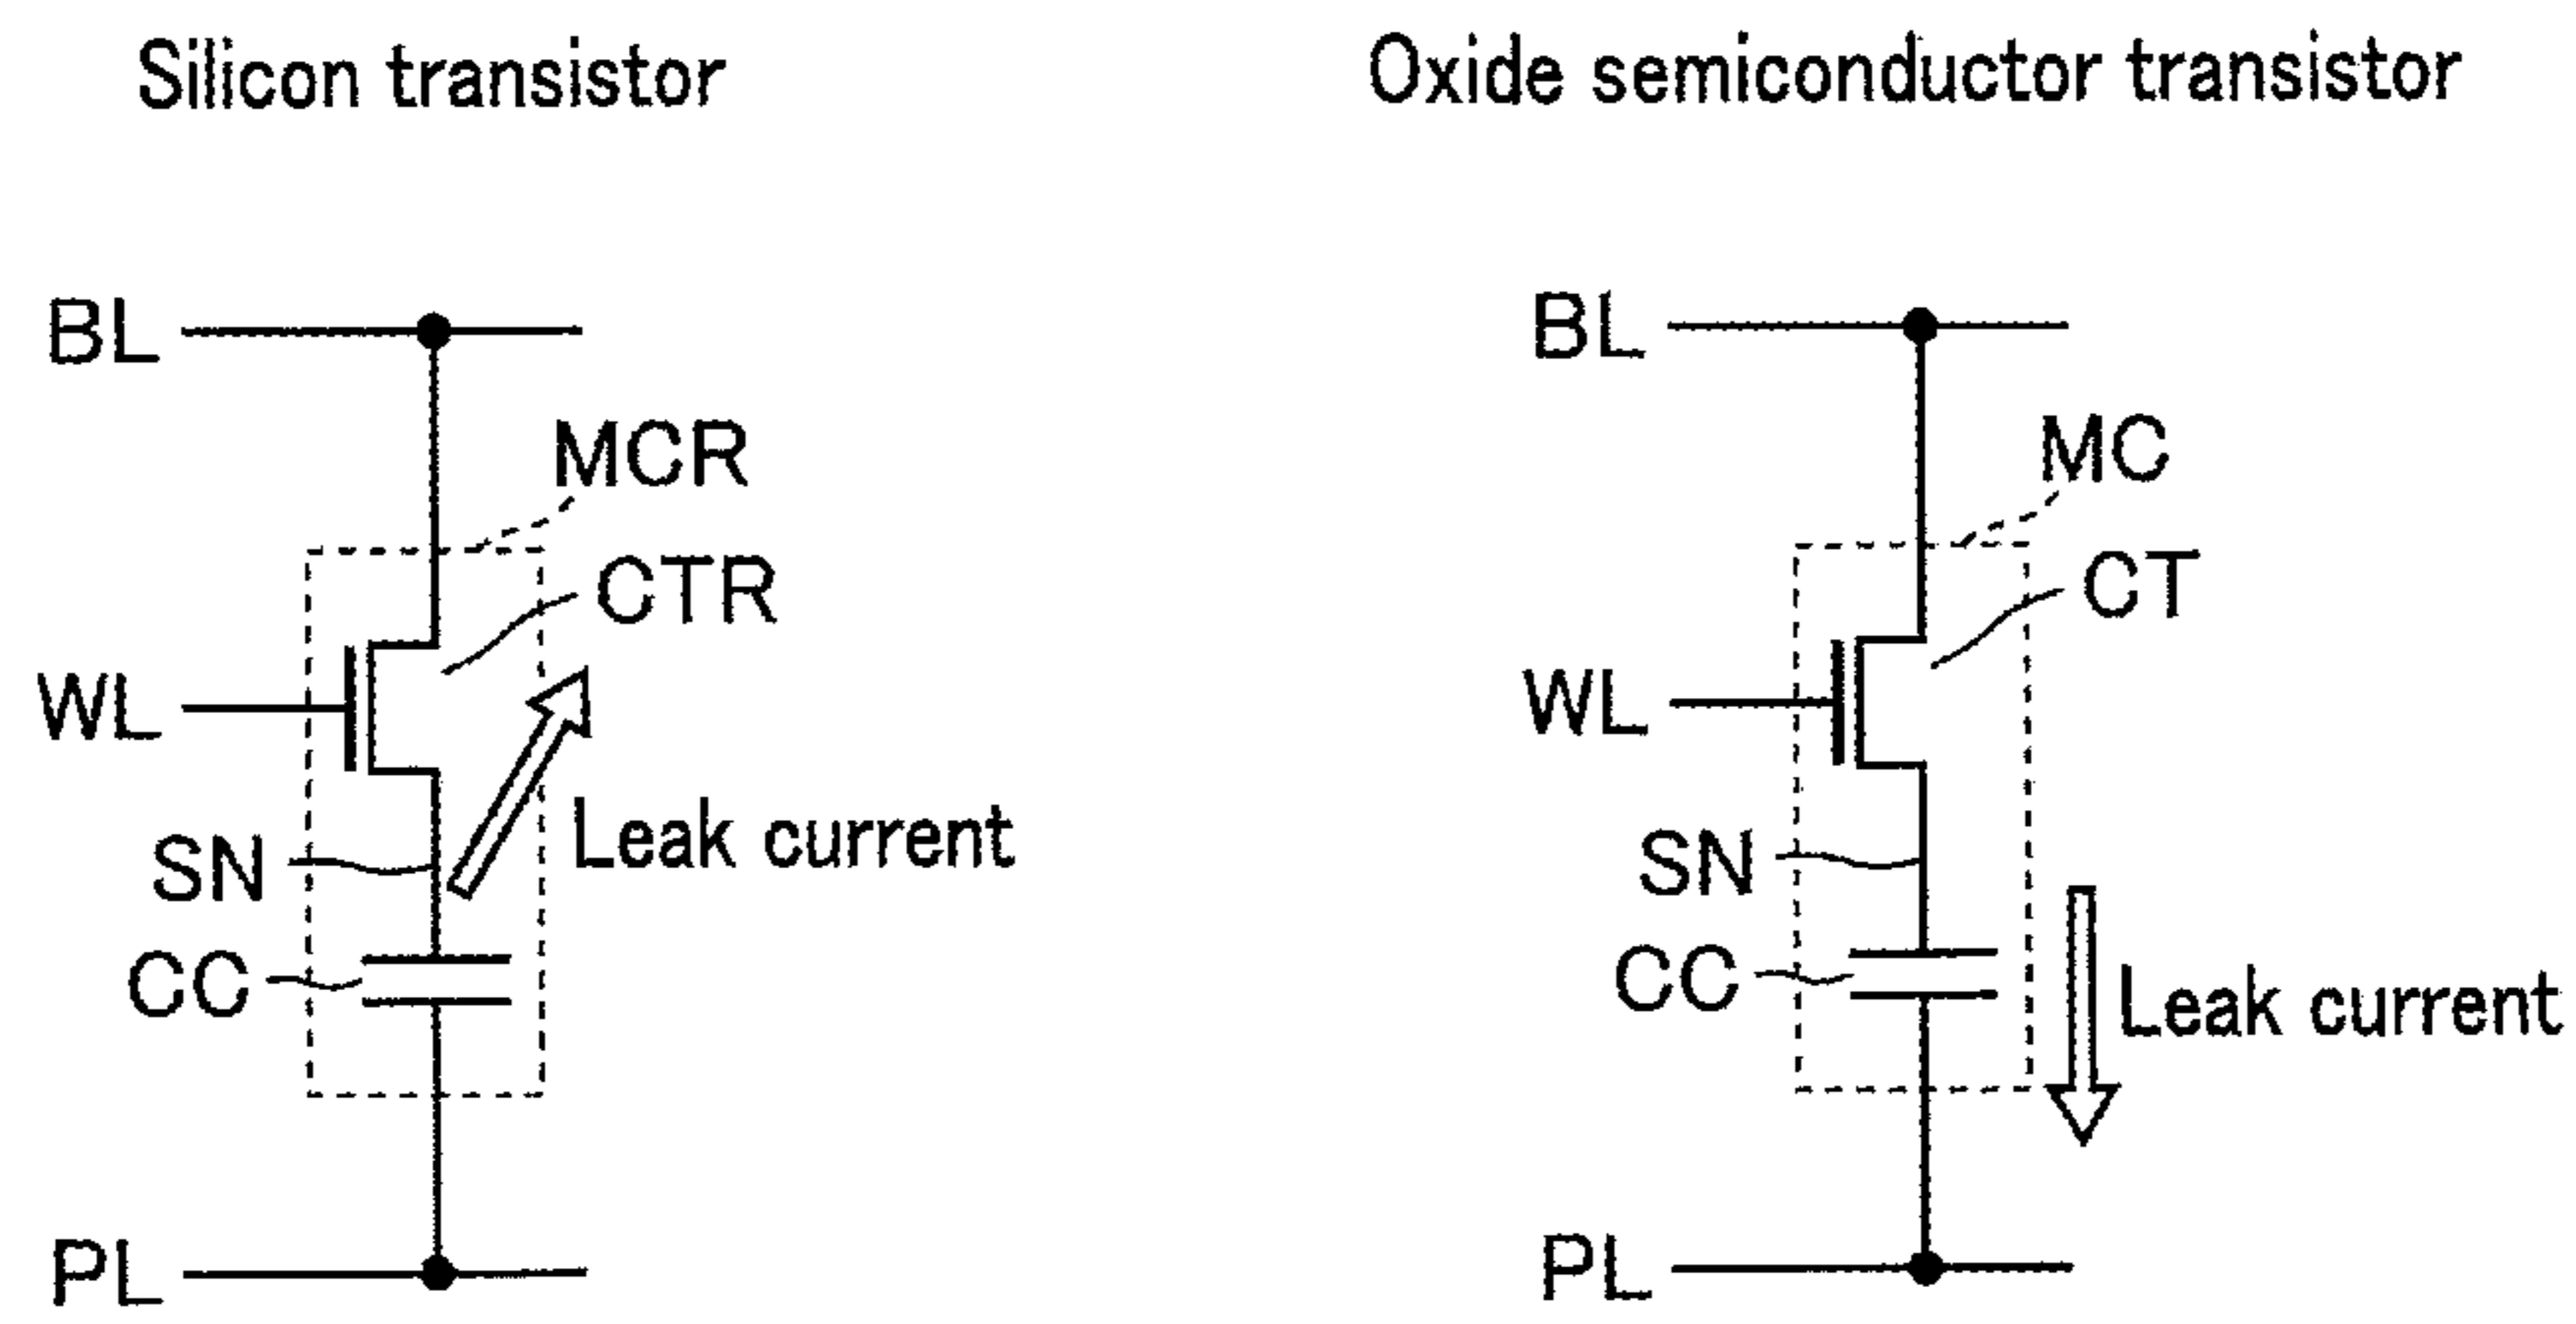 Silicon transistor
BL
MCR
CTR
WL
Leak current
SN
CC
PL
Oxide semiconductor transistor
BL
MC
CT
WL
SN
CC
Leak current
PL